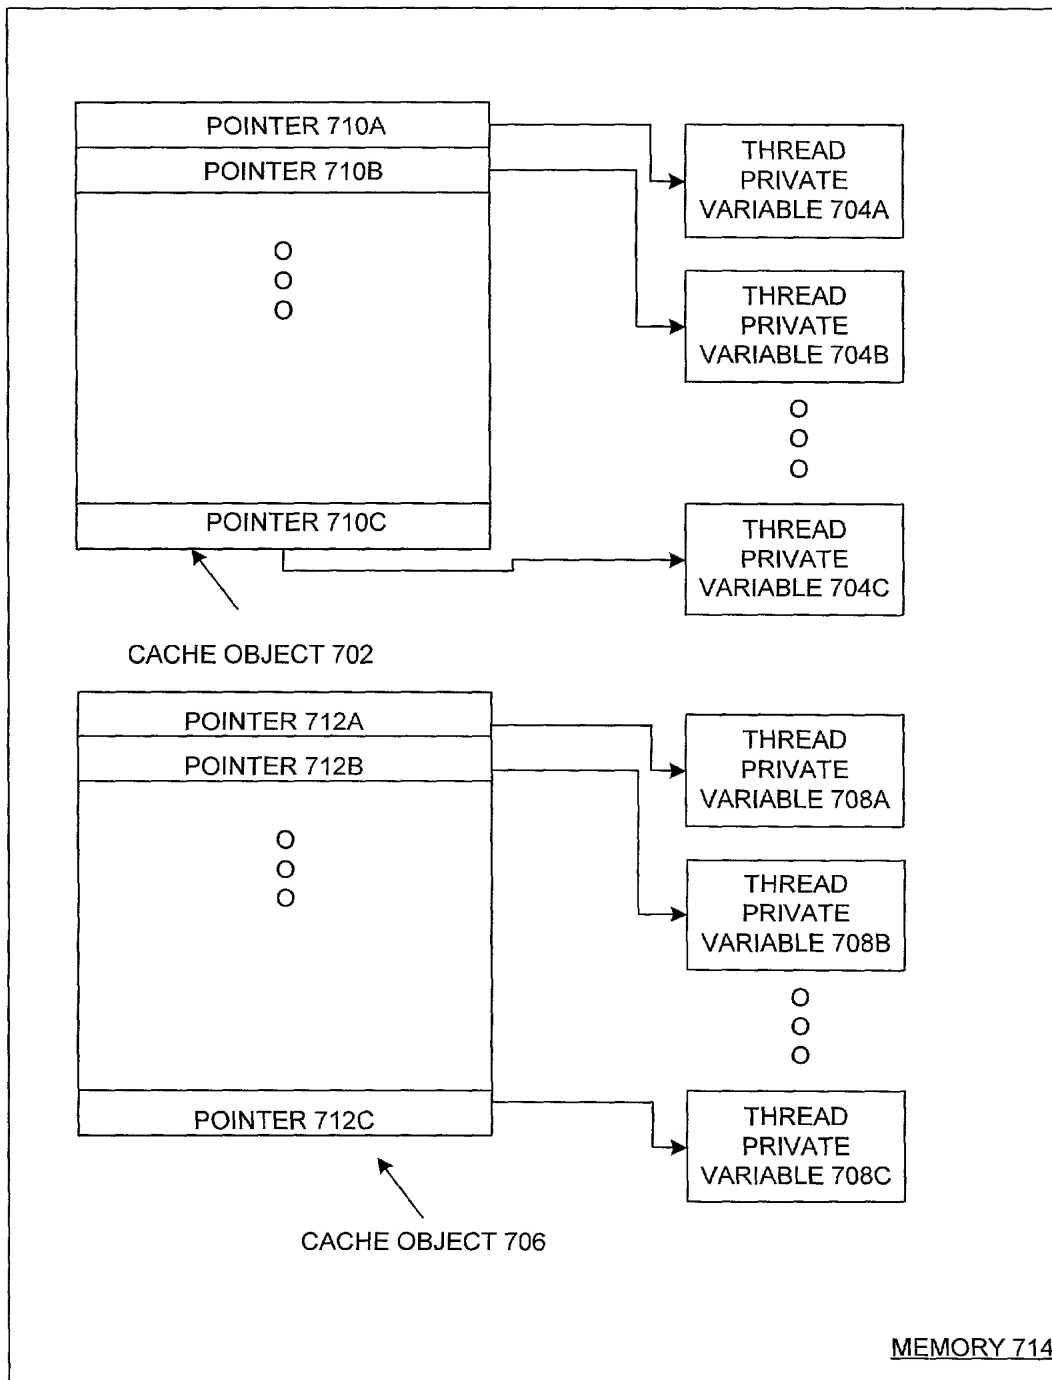 POINTER 710A
POINTER 710B
O
O
O
POINTER 710C
THREAD
PRIVATE
VARIABLE 704A
THREAD
PRIVATE
VARIABLE 704B
O
O
O
THREAD
PRIVATE
VARIABLE 704C
CACHE OBJECT 702
POINTER 712A
POINTER 712B
O
O
O
POINTER 712C
THREAD
PRIVATE
VARIABLE 708A
THREAD
PRIVATE
VARIABLE 708B
O
O
O
THREAD
PRIVATE
VARIABLE 708C
CACHE OBJECT 706
MEMORY 714